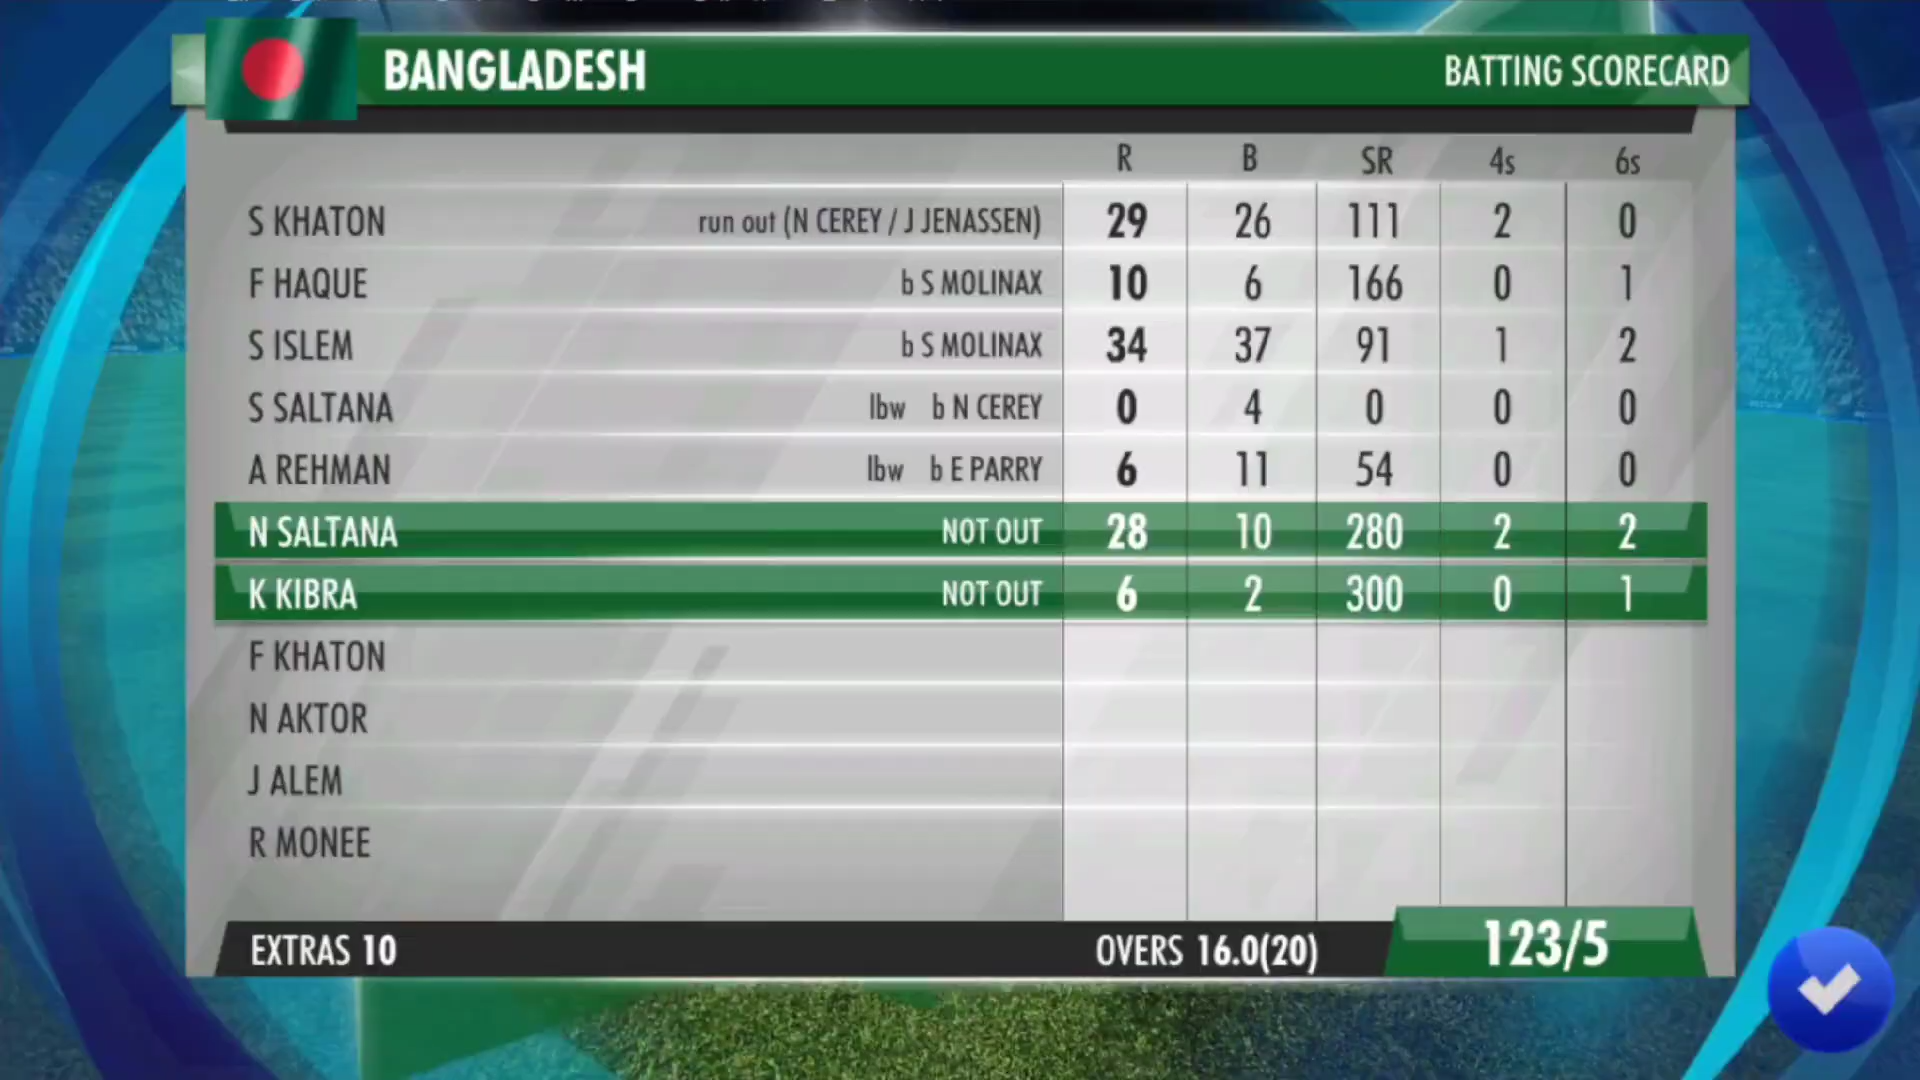 BANGLADESH BATTING SCORECARD
R B SR 4s 6s
S KHATON run out (N CEREY / J JENASSEN) 29 26 111 2 0
F HAQUE b S MOLINAX 10 6 166 0 1
S ISLEM b S MOLINAX 34 37 91 1 2
S SALTANA lbw b N CEREY 0 4 0 0 0
A REHMAN lbw b E PARRY 6 11 54 0 0
N SALTANA NOT OUT 28 10 280 2 2
K KIBRA NOT OUT 6 2 300 0 1
F KHATON
N AKTOR
J ALEM
R MONEE
EXTRAS 10 OVERS 16.0(20) 123/5